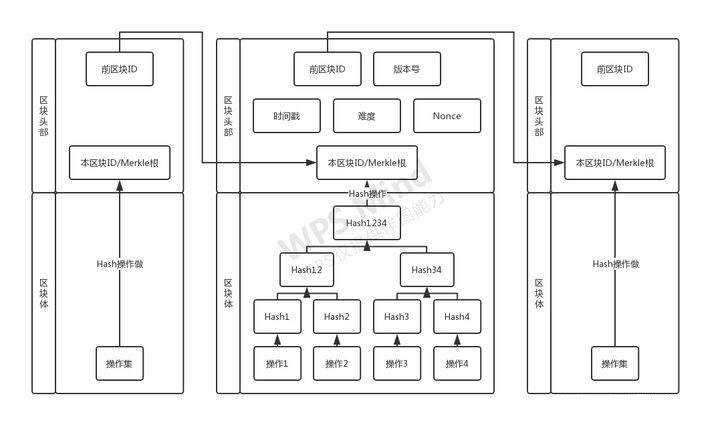 区块头部
前区块ID
本区块ID/Merkle根
区块体
Hash操作做
操作集
区块头部
前区块ID
版本号
时间戳
难度
Nonce
本区块ID/Merkle根
区块体
Hash操作
Hash1234
Hash12
Hash34
Hash1
Hash2
Hash3
Hash4
操作1
操作2
操作3
操作4
区块头部
前区块ID
本区块ID/Merkle根
区块体
Hash操作做
操作集
WPS Mind